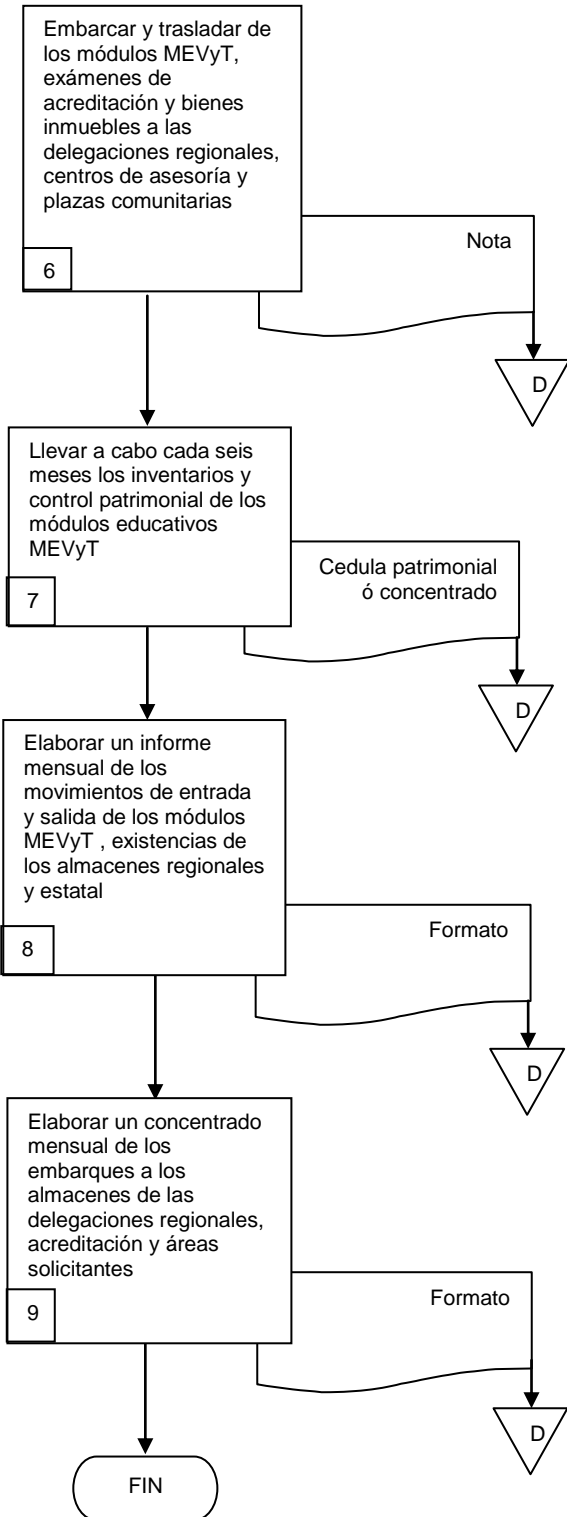 Embarcar y trasladar de
los módulos MEVyT,
exámenes de
acreditación y bienes
inmuebles a las
delegaciones regionales,
centros de asesoría y
plazas comunitarias
6
Nota
D
Llevar a cabo cada seis
meses los inventarios y
control patrimonial de los
módulos educativos
MEVyT
7
Cedula patrimonial
ó concentrado
D
Elaborar un informe
mensual de los
movimientos de entrada
y salida de los módulos
MEVyT , existencias de
los almacenes regionales
y estatal
8
Formato
D
Elaborar un concentrado
mensual de los
embarques a los
almacenes de las
delegaciones regionales,
acreditación y áreas
solicitantes
9
Formato
D
FIN